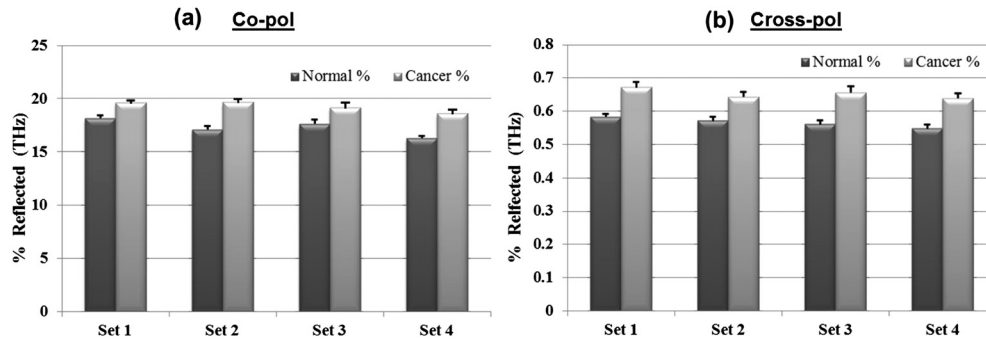 (a) Co-pol
25
20
15
10
5
0
% Reflected (THz)
Normal % Cancer %
Set 1 Set 2 Set 3 Set 4
(b) Cross-pol
0.8
0.7
0.6
0.5
0.4
0.3
0.2
0.1
0
% Relfected (THz)
Normal % Cancer %
Set 1 Set 2 Set 3 Set 4